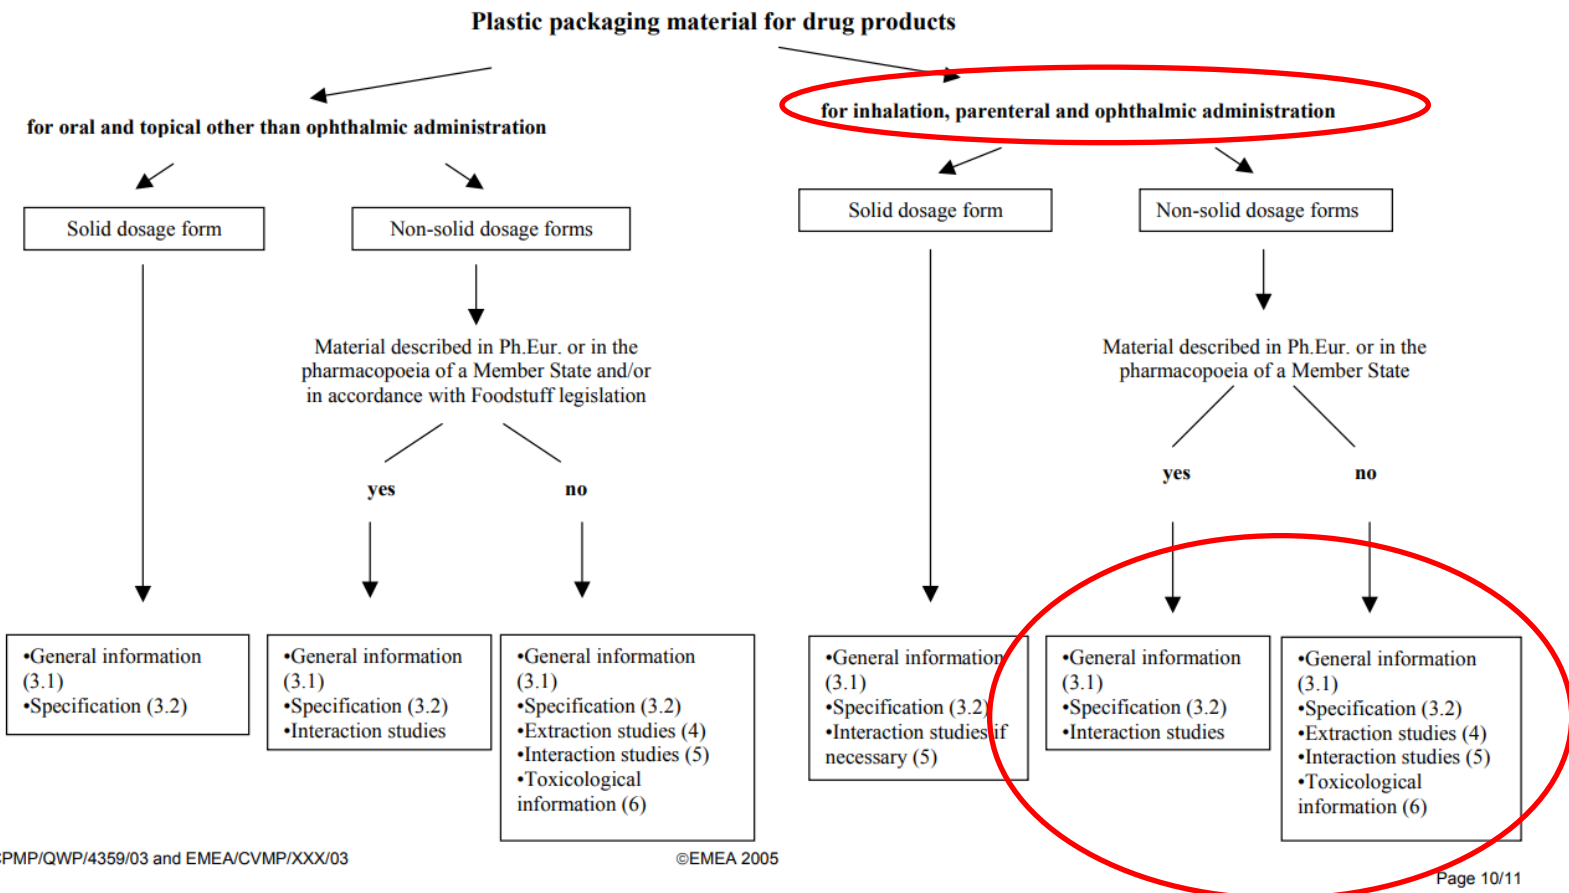 Plastic packaging material for drug products
for oral and topical other than ophthalmic administration
for inhalation, parenteral and ophthalmic administration
Solid dosage form
Non-solid dosage forms
Solid dosage form
Non-solid dosage forms
Material described in Ph.Eur. or in the
pharmacopoeia of a Member State and/or
in accordance with Foodstuff legislation
Material described in Ph.Eur. or in the
pharmacopoeia of a Member State
yes
no
yes
no
•General information
(3.1)
•Specification (3.2)
•General information
(3.1)
•Specification (3.2)
•Interaction studies
•General information
(3.1)
•Specification (3.2)
•Extraction studies (4)
•Interaction studies (5)
•Toxicological
information (6)
•General information
(3.1)
•Specification (3.2)
•Interaction studies if
necessary (5)
•General information
(3.1)
•Specification (3.2)
•Interaction studies
•General information
(3.1)
•Specification (3.2)
•Extraction studies (4)
•Interaction studies (5)
•Toxicological
information (6)
CPMP/QWP/4359/03 and EMEA/CVMP/XXX/03
©EMEA 2005
Page 10/11